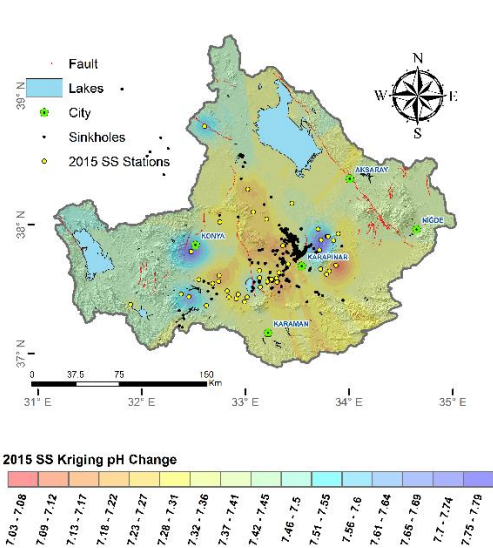 N
W E
S
Fault
Lakes
City
Sinkholes
2015 SS Stations
39° N
38° N
37° N
AKSARAY
NİĞDE
KONYA
KARAPINAR
KARAMAN
0 37.5 75 150
Km
31° E 32° E 33° E 34° E 35° E
2015 SS Kriging pH Change
7.03 - 7.08
7.09 - 7.12
7.13 - 7.17
7.18 - 7.22
7.23 - 7.27
7.28 - 7.31
7.32 - 7.36
7.37 - 7.41
7.42 - 7.45
7.46 - 7.5
7.51 - 7.55
7.56 - 7.6
7.61 - 7.64
7.65 - 7.69
7.7 - 7.74
7.75 - 7.79